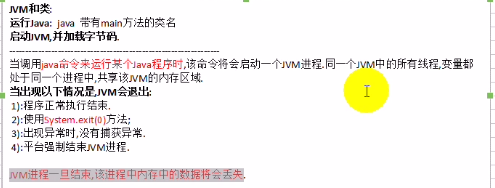 JVM和类:
运行Java: java 带有main方法的类名
启动JVM,并加载字节码.
----------------------------------------------------------------
当调用java命令来运行某个Java程序时,该命令将会启动一个JVM进程.同一个JVM中的所有线程,变量都
处于同一个进程中,共享该JVM的内存区域.
当出现以下情况是,JVM会退出:
1):程序正常执行结束.
2):使用System.exit(0)方法;
3):出现异常时,没有捕获异常.
4):平台强制结束JVM进程.
JVM进程一旦结束,该进程中内存中的数据将会丢失.